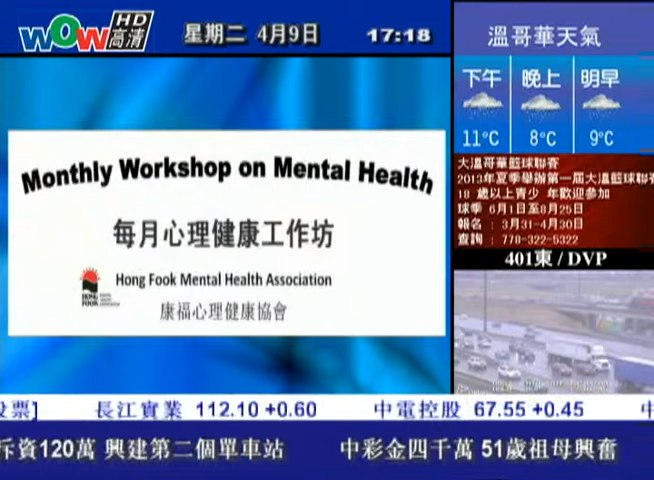 WOW HD
高清
星期二 4月9日
17:18
溫哥華天氣
下午 晚上 明早
11°C 8°C 9°C
Monthly Workshop on Mental Health
每月心理健康工作坊
HONG
FOOK
Hong Fook Mental Health Association
康福心理健康協會
大溫哥華籃球聯賽
2013年夏季舉辦第一屆大溫籃球聯賽
18 歲以上青少 年歡迎參加
球季 6月1日至8月25日
報名 : 3月31-4月30日
查詢 : 778-322-5322
401東 / DVP
投票] 長江實業 112.10 +0.60 中電控股 67.55 +0.45
斥資120萬 興建第二個單車站 中彩金四千萬 51歲祖母興奮